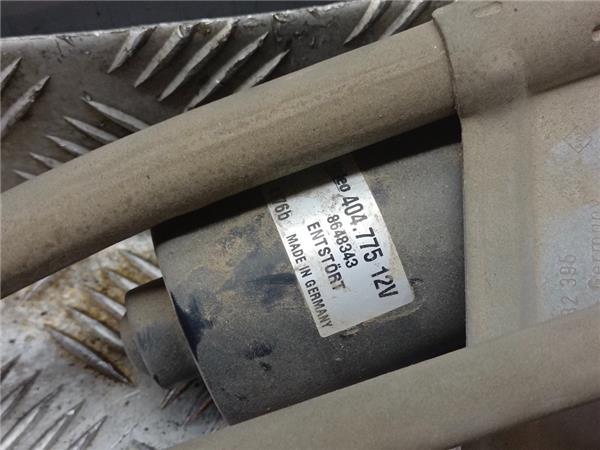 404.775 12V
8648343
ENTSTÖRT
MADE IN GERMANY